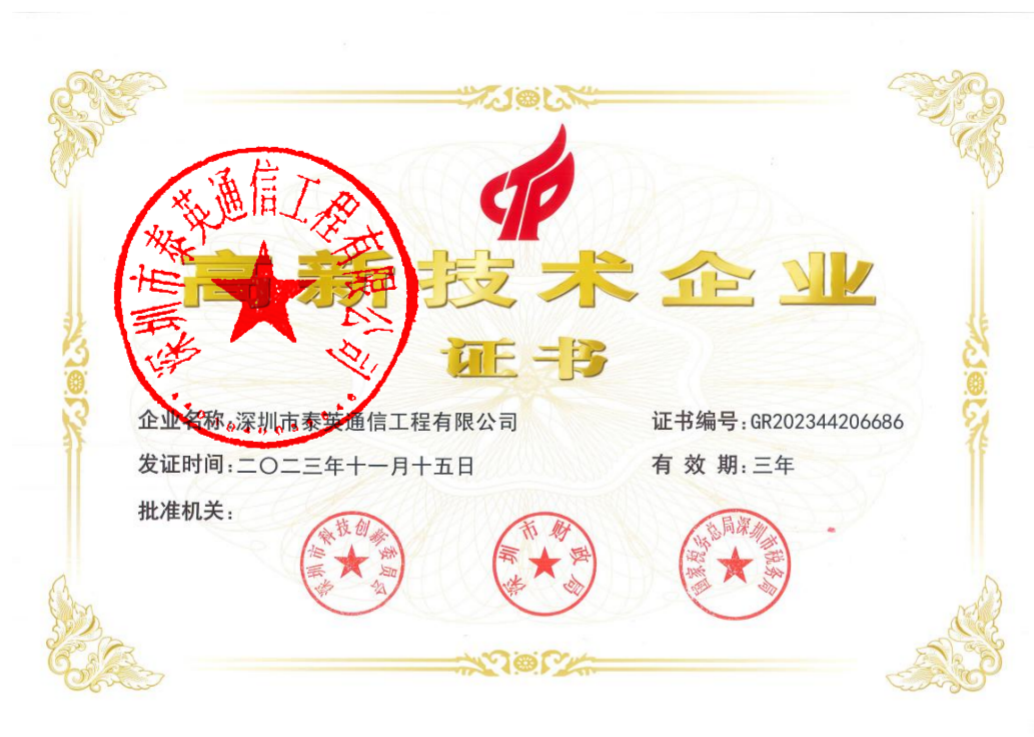 高新技术企业
证书
企业名称:深圳市泰英通信工程有限公司
证书编号:GR202344206686
发证时间:二〇二三年十一月十五日
有 效 期:三年
批准机关:
深圳市泰英通信工程有限公司
深圳市科技创新委员会
深圳市财政局
国家税务总局深圳市税务局